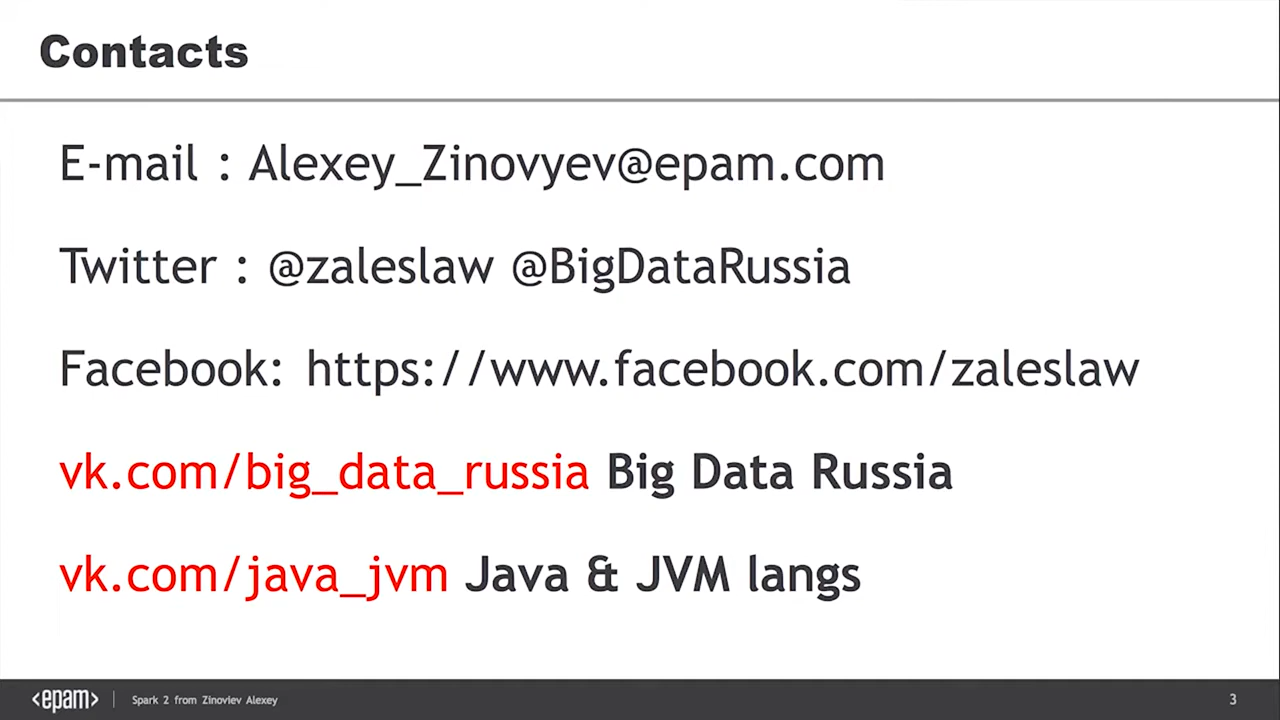 Contacts
E-mail : Alexey_Zinovyev@epam.com
Twitter : @zaleslaw @BigDataRussia
Facebook: https://www.facebook.com/zaleslaw
vk.com/big_data_russia Big Data Russia
vk.com/java_jvm Java & JVM langs
<epam> Spark 2 from Zinoviev Alexey 3